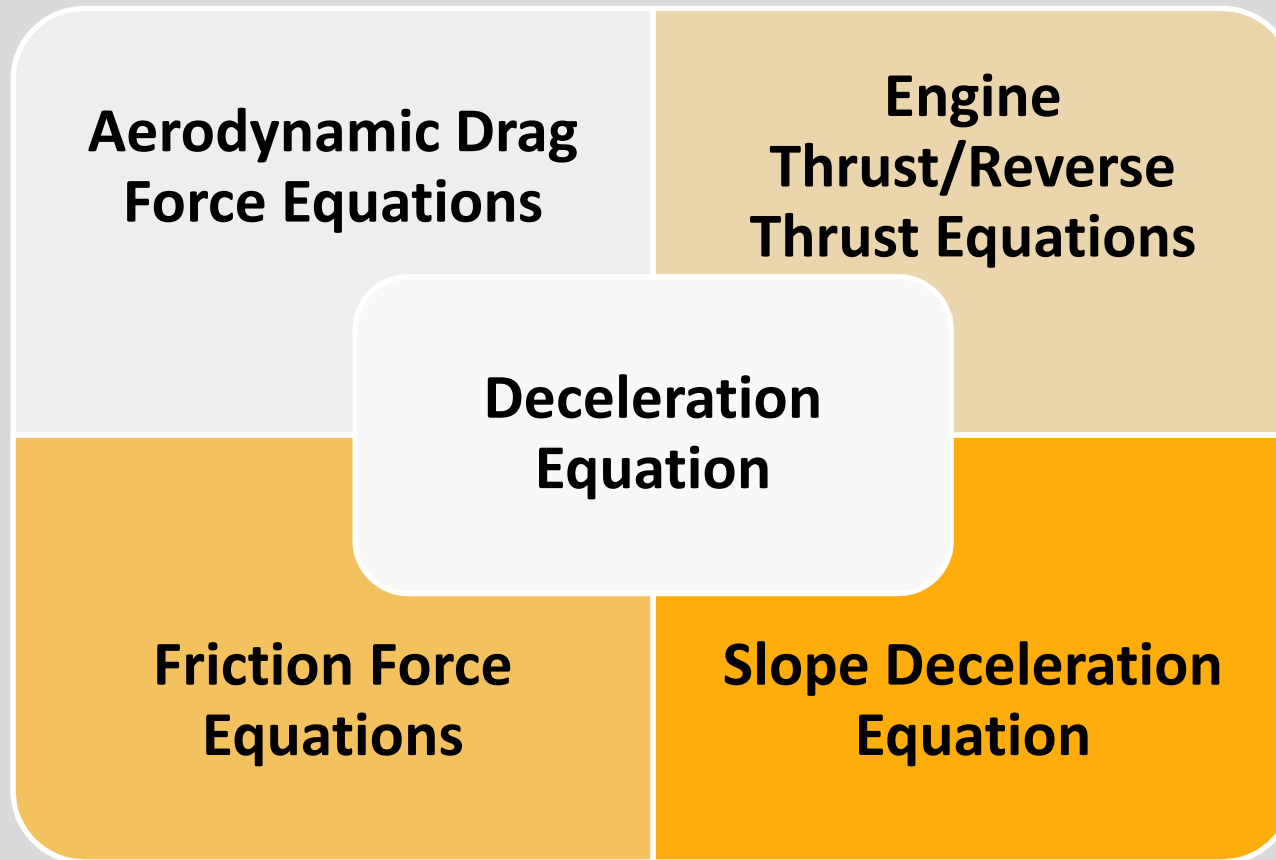 Aerodynamic Drag
Force Equations
Engine
Thrust/Reverse
Thrust Equations
Deceleration
Equation
Friction Force
Equations
Slope Deceleration
Equation